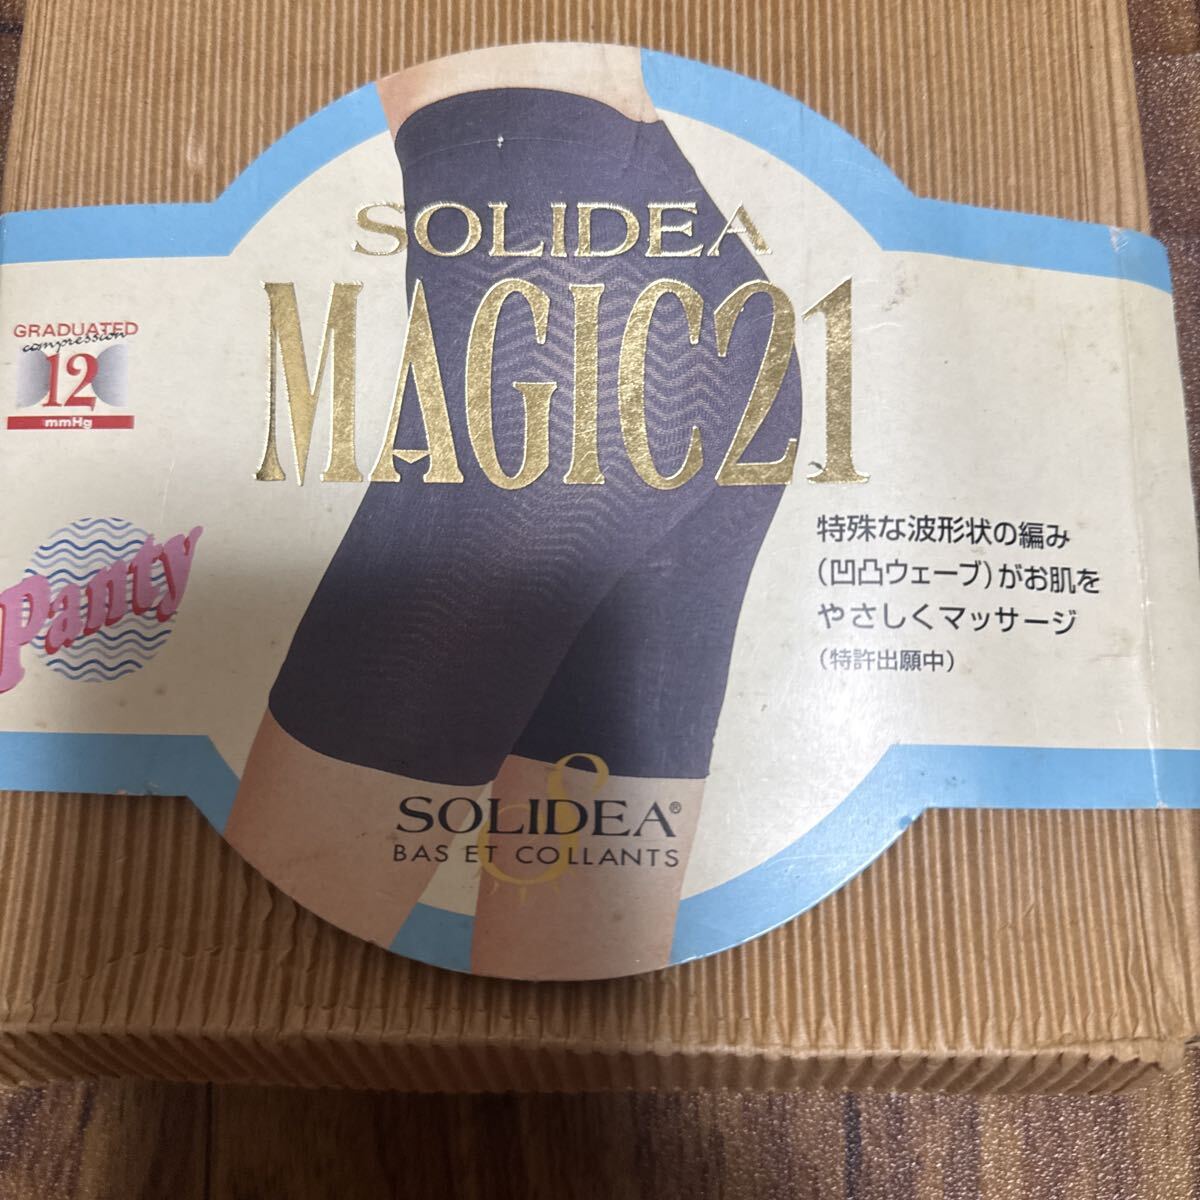 SOLIDEA
MAGIC21
GRADUATED
compression
12
mmHg
Panty
特殊な波形状の編み
(凹凸ウェーブ)がお肌を
やさしくマッサージ
(特許出願中)
SOLIDEA®
BAS ET COLLANTS